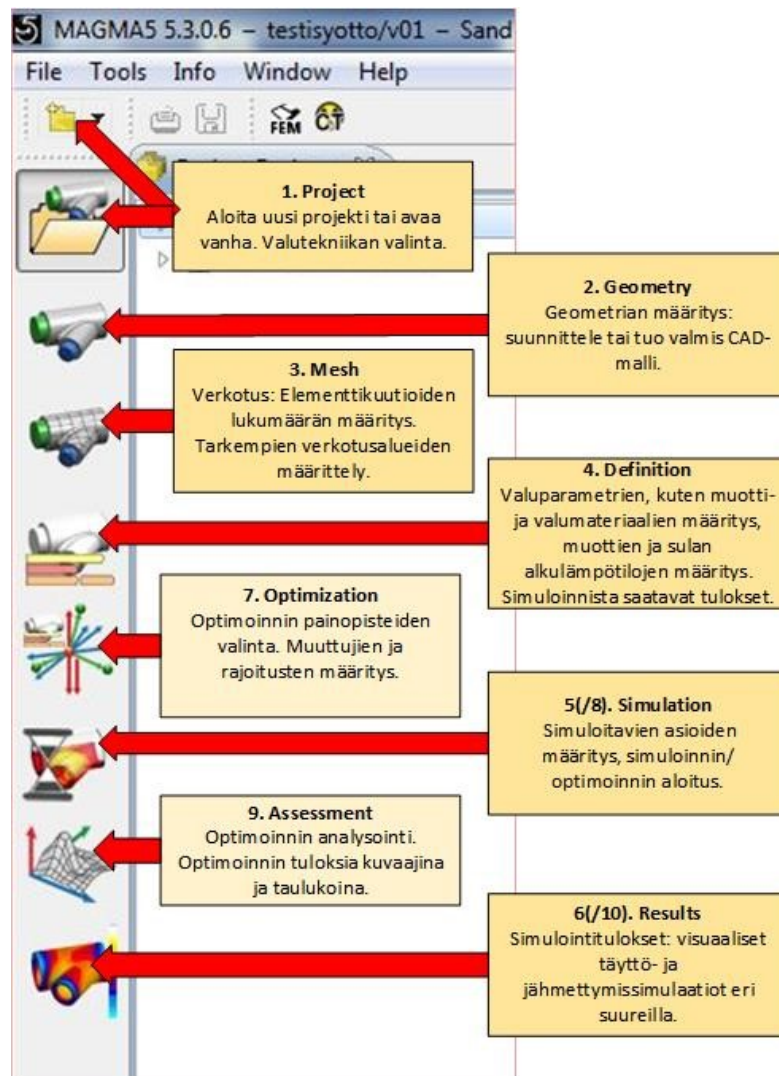 MAGMA5 5.3.0.6 – testisyotto/v01 – Sand
File Tools Info Window Help
FEM
1. Project
Aloita uusi projekti tai avaa
vanha. Valutekniikan valinta.
2. Geometry
Geometrian määritys:
suunnittele tai tuo valmis CAD-
malli.
3. Mesh
Verkotus: Elementtikuutioiden
lukumäärän määritys.
Tarkempien verkotusalueiden
määrittely.
4. Definition
Valuparametrien, kuten muotti-
ja valumateriaalien määritys,
muottien ja sulan
alkulämpötilojen määritys.
Simuloinnista saatavat tulokset.
7. Optimization
Optimoinnin painopisteiden
valinta. Muuttujien ja
rajoitusten määritys.
5(/8). Simulation
Simuloitavien asioiden
määritys, simuloinnin/
optimoinnin aloitus.
9. Assessment
Optimoinnin analysointi.
Optimoinnin tuloksia kuvaajina
ja taulukoina.
6(/10). Results
Simulointitulokset: visuaaliset
täyttö- ja
jähmettymissimulaatiot eri
suureilla.